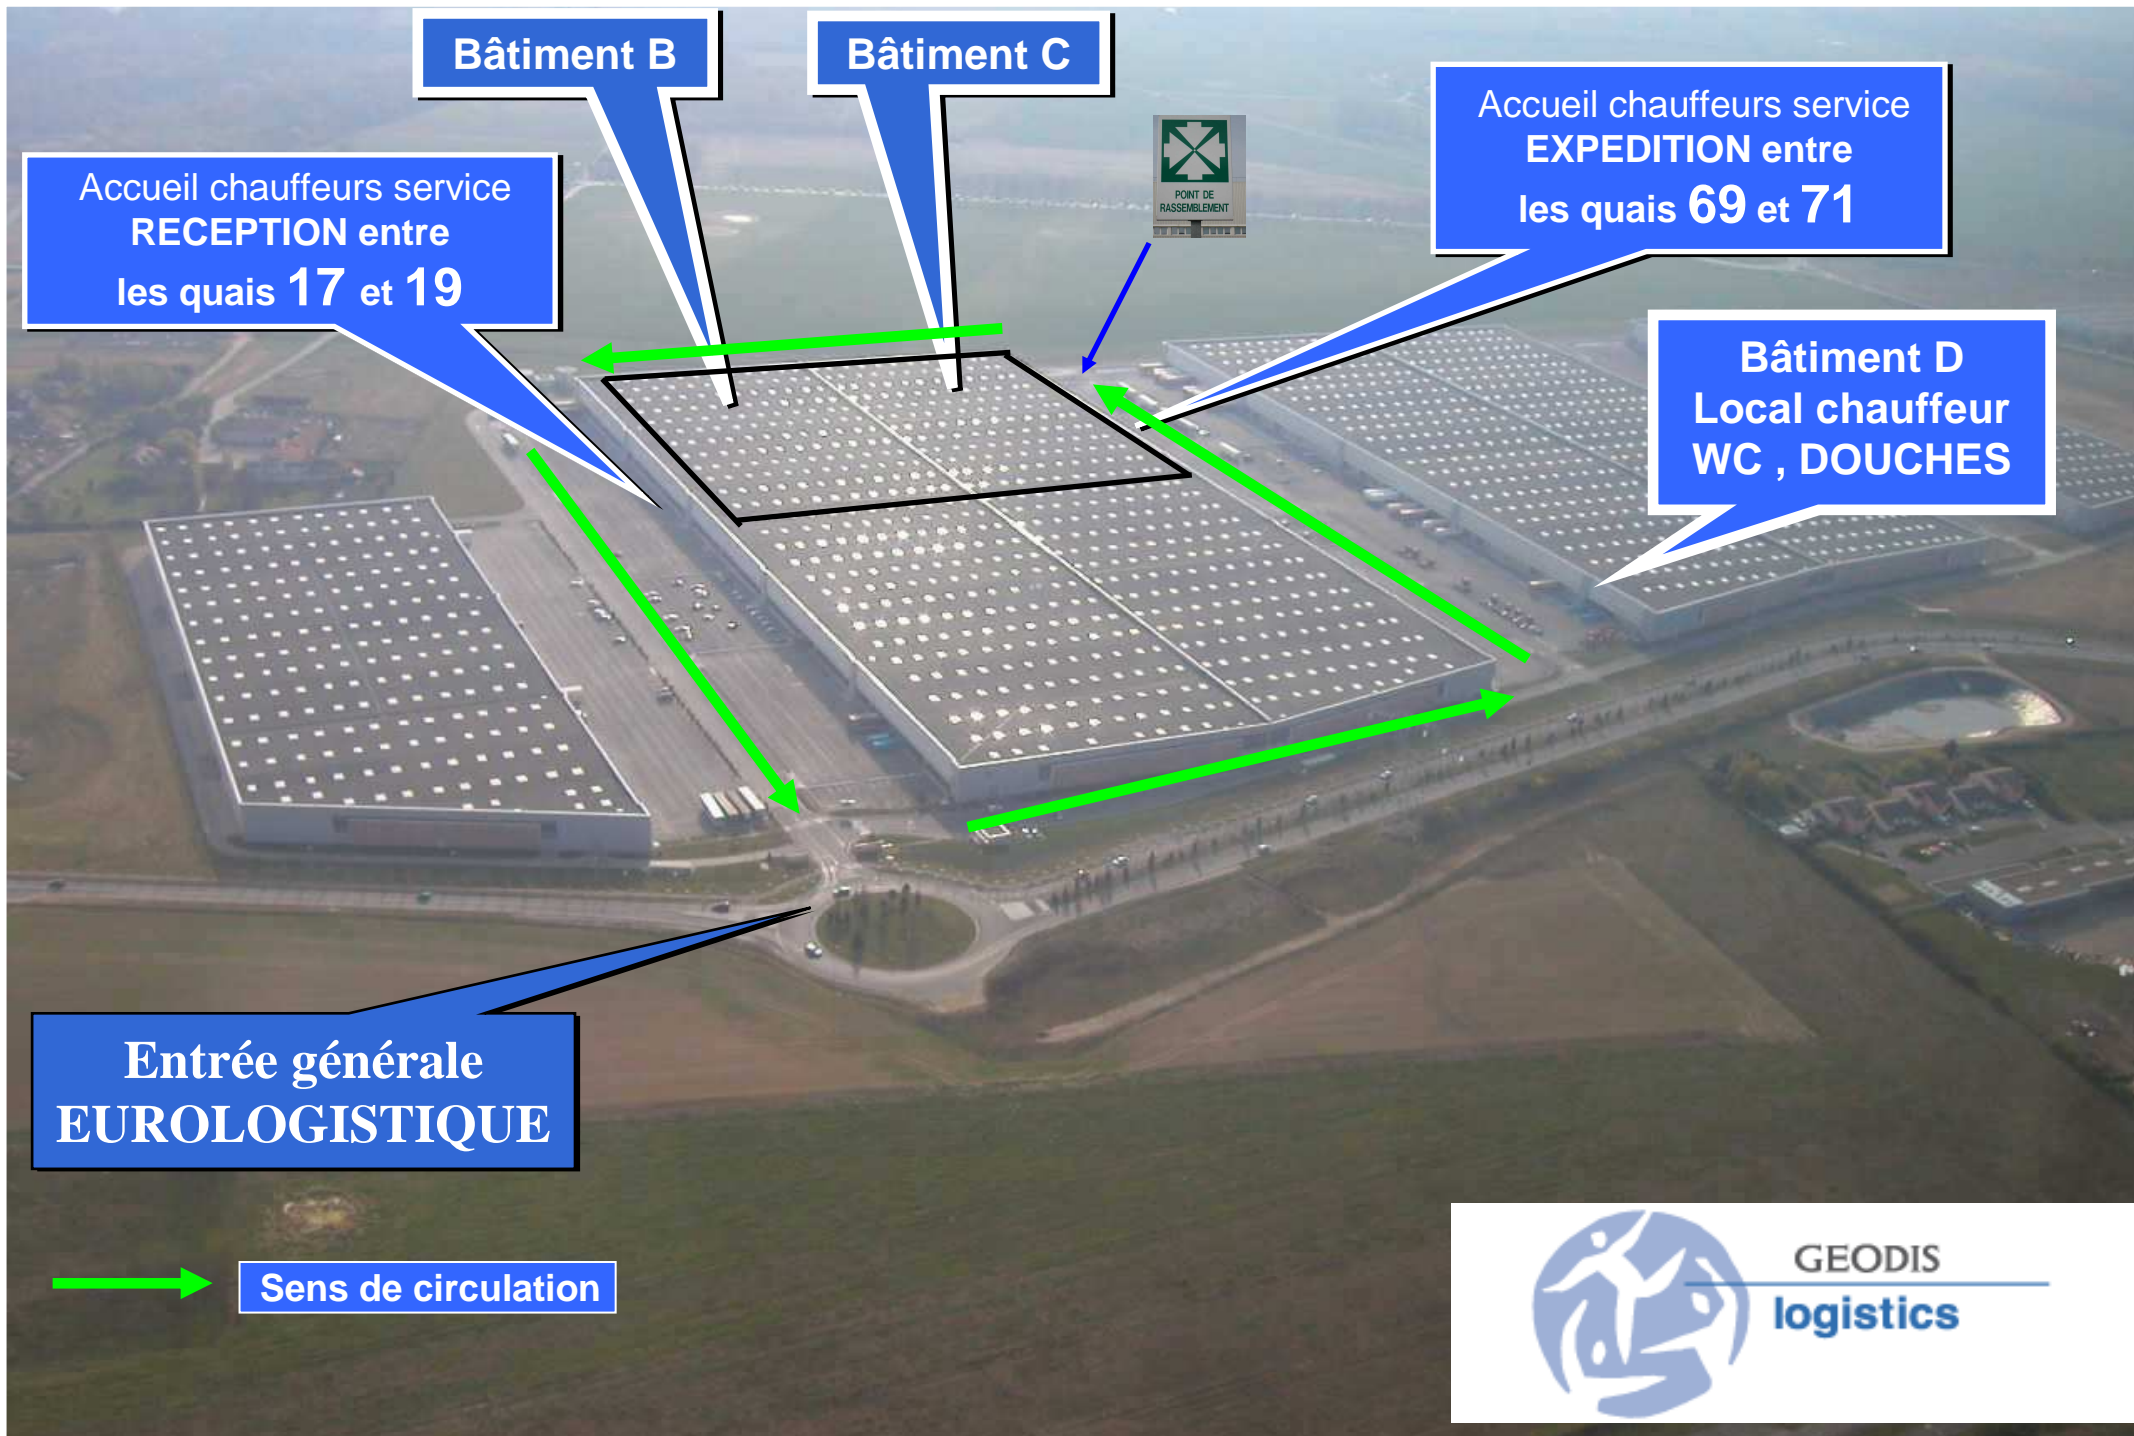 Bâtiment B
Bâtiment C
Accueil chauffeurs service
EXPEDITION entre
les quais 69 et 71
POINT DE
RASSEMBLEMENT
Accueil chauffeurs service
RECEPTION entre
les quais 17 et 19
Bâtiment D
Local chauffeur
WC , DOUCHES
Entrée générale
EUROLOGISTIQUE
Sens de circulation
GEODIS
logistics